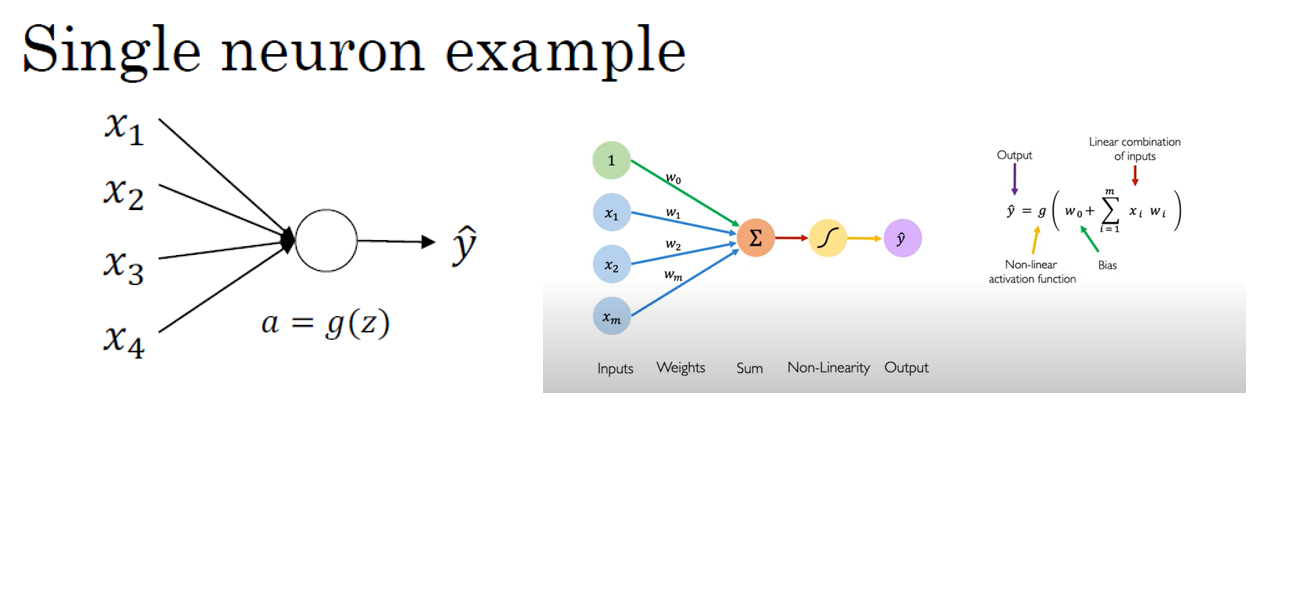 Single neuron example
x₁
x₂
x₃
x₄
ŷ
a = g(z)
1
x₁
x₂
xₘ
w₀
w₁
w₂
wₘ
Σ
∫
ŷ
Inputs Weights Sum Non-Linearity Output
Output
Linear combination
of inputs
ŷ = g ( w₀ + ∑ᵢ₌₁ᵐ xᵢ wᵢ )
Non-linear
activation function
Bias